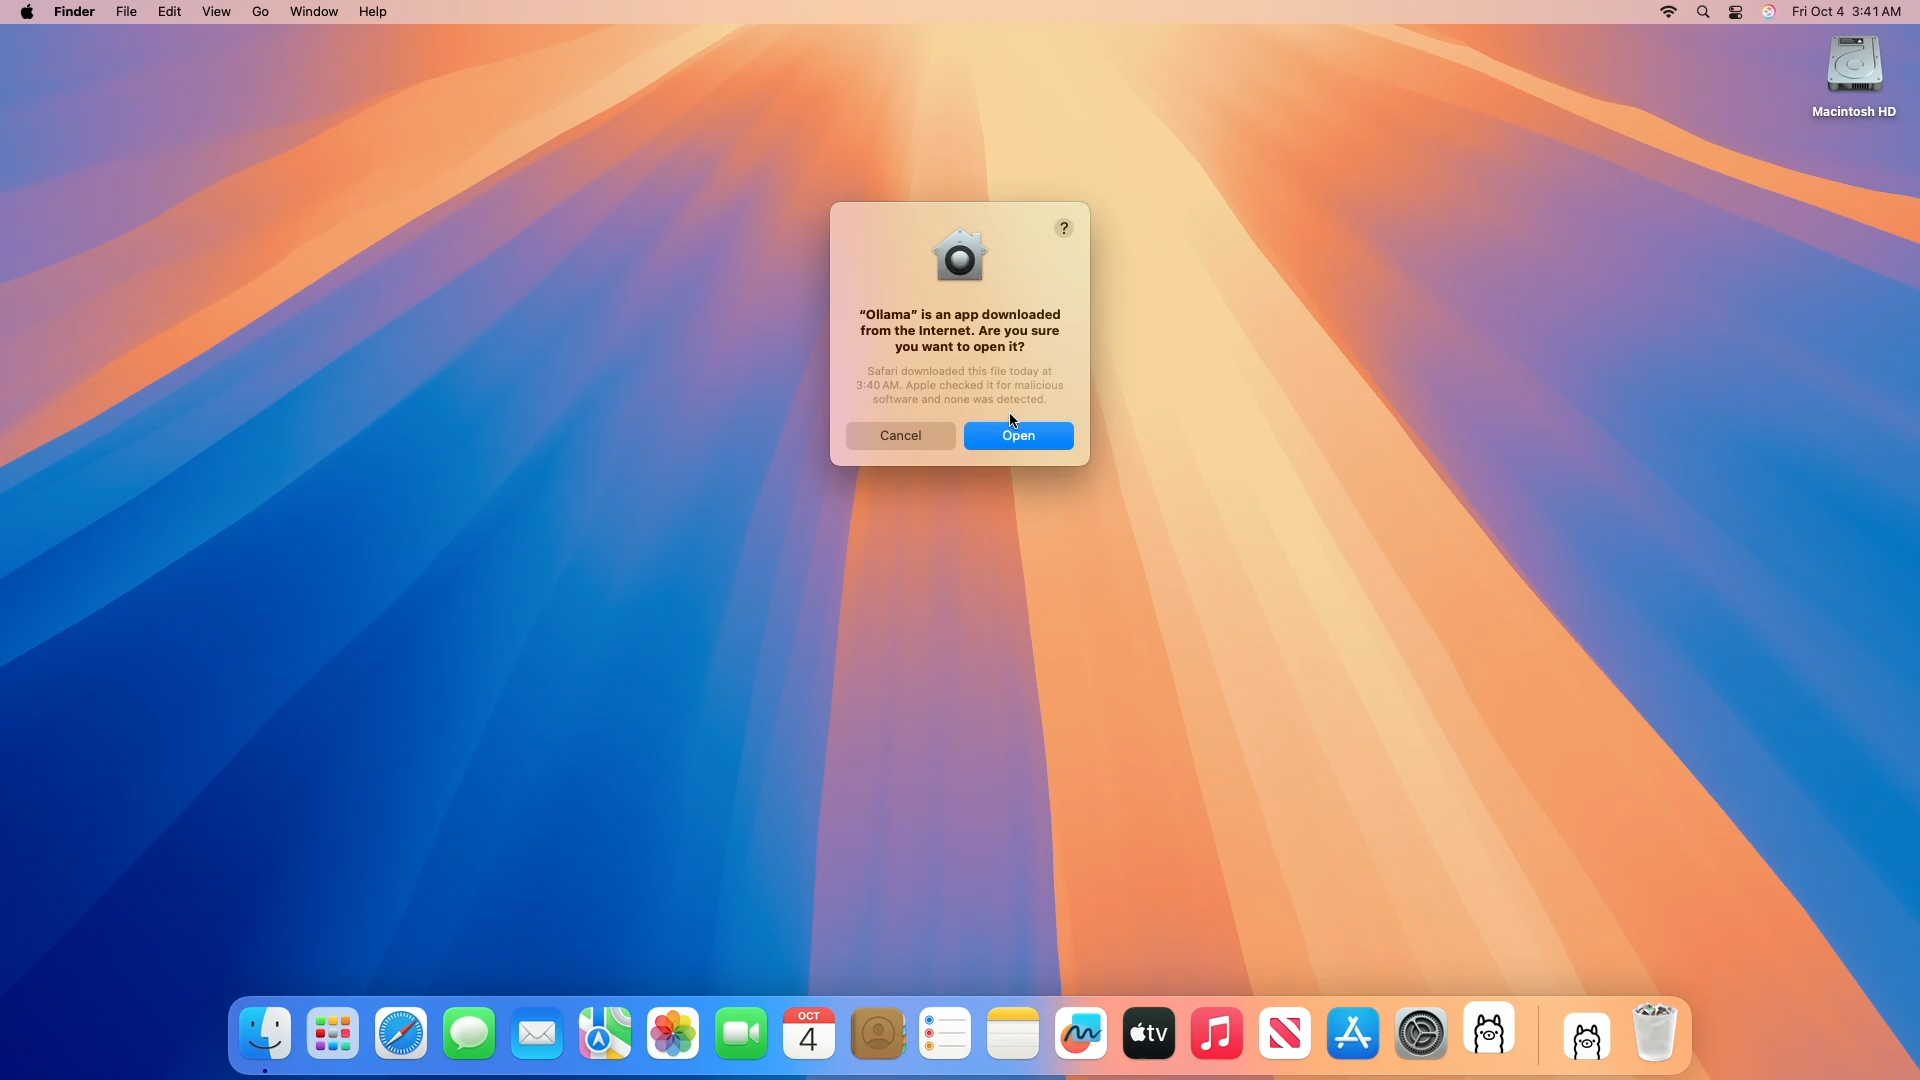 Finder File Edit View Go Window Help Fri Oct 4 3:41 AM
Macintosh HD
?
“Ollama” is an app downloaded
from the Internet. Are you sure
you want to open it?
Safari downloaded this file today at
3:40 AM. Apple checked it for malicious
software and none was detected.
Cancel Open
OCT
4
tv